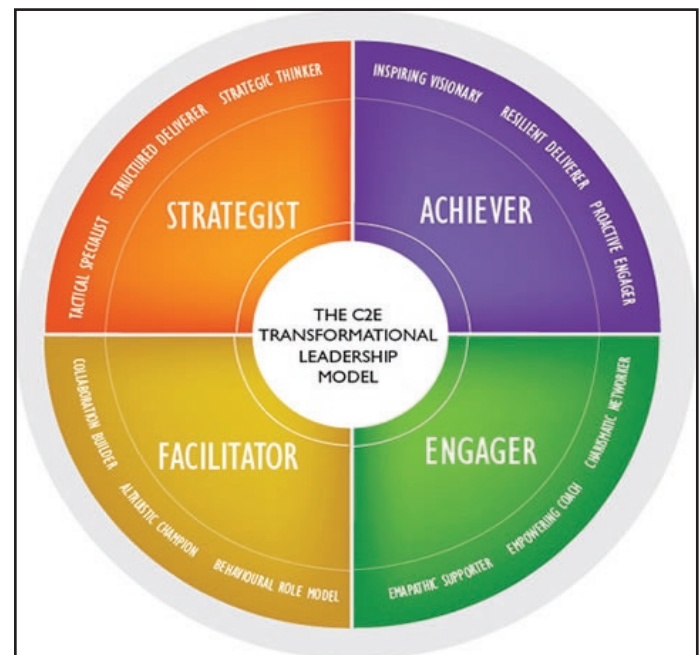 STRATEGIC THINKER
STRUCTURED DELIVERER
TACTICAL SPECIALIST
STRATEGIST
INSPIRING VISIONARY
RESILIENT DELIVERER
PROACTIVE ENGAGER
ACHIEVER
THE C2E
TRANSFORMATIONAL
LEADERSHIP
MODEL
COLLABORATION BUILDER
ALTRUISTIC CHAMPION
BEHAVIOURAL ROLE MODEL
FACILITATOR
ENGAGER
CHARISMATIC NETWORKER
EMPOWERING COACH
EMAPATHIC SUPPORTER